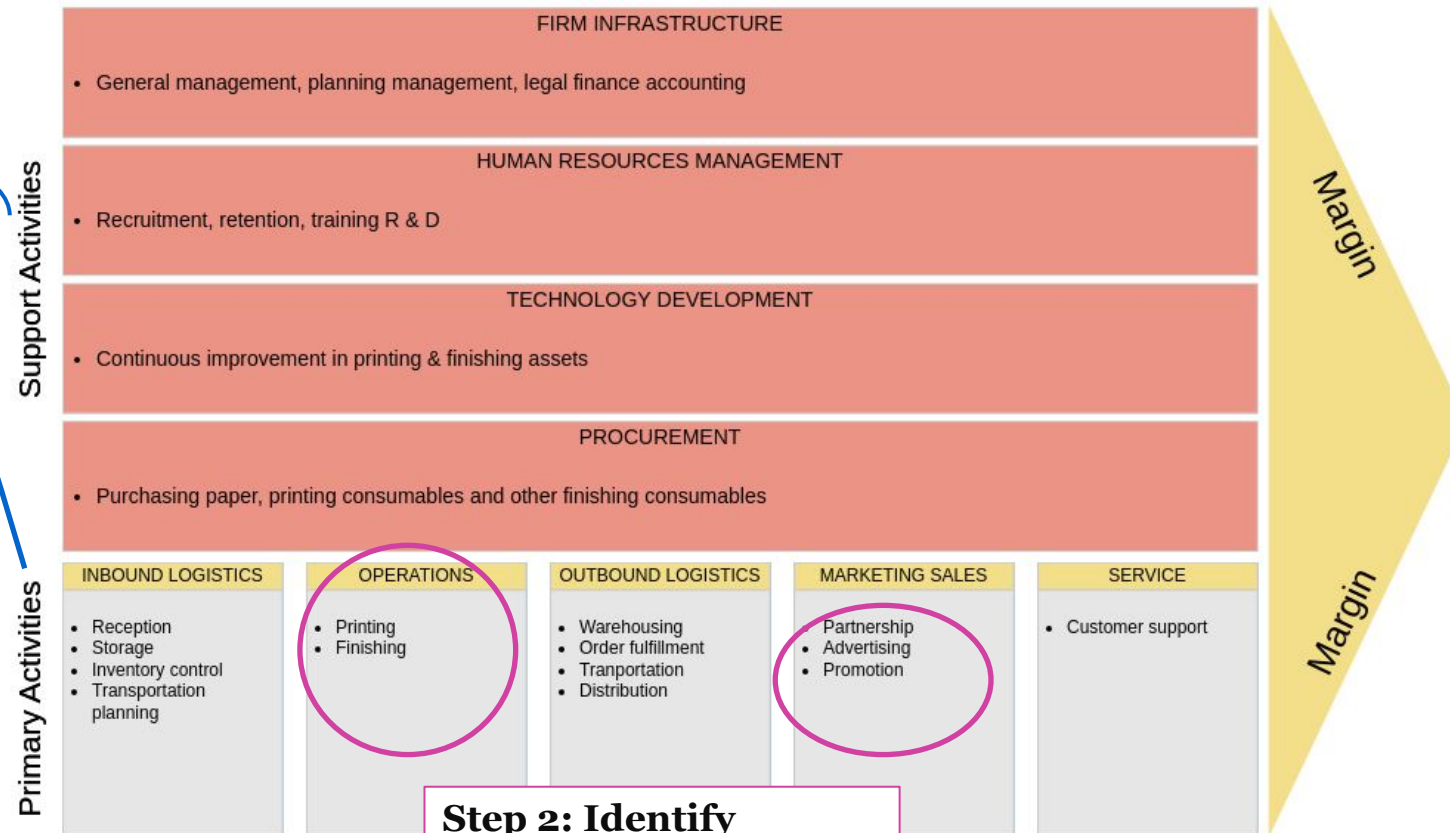 FIRM INFRASTRUCTURE
• General management, planning management, legal finance accounting
HUMAN RESOURCES MANAGEMENT
• Recruitment, retention, training R & D
TECHNOLOGY DEVELOPMENT
• Continuous improvement in printing & finishing assets
PROCUREMENT
• Purchasing paper, printing consumables and other finishing consumables
Support Activities
Primary Activities
INBOUND LOGISTICS
• Reception
• Storage
• Inventory control
• Transportation
planning
OPERATIONS
• Printing
• Finishing
OUTBOUND LOGISTICS
• Warehousing
• Order fulfillment
• Tranportation
• Distribution
MARKETING SALES
• Partnership
• Advertising
• Promotion
SERVICE
• Customer support
Margin
Margin
Step 2: Identify